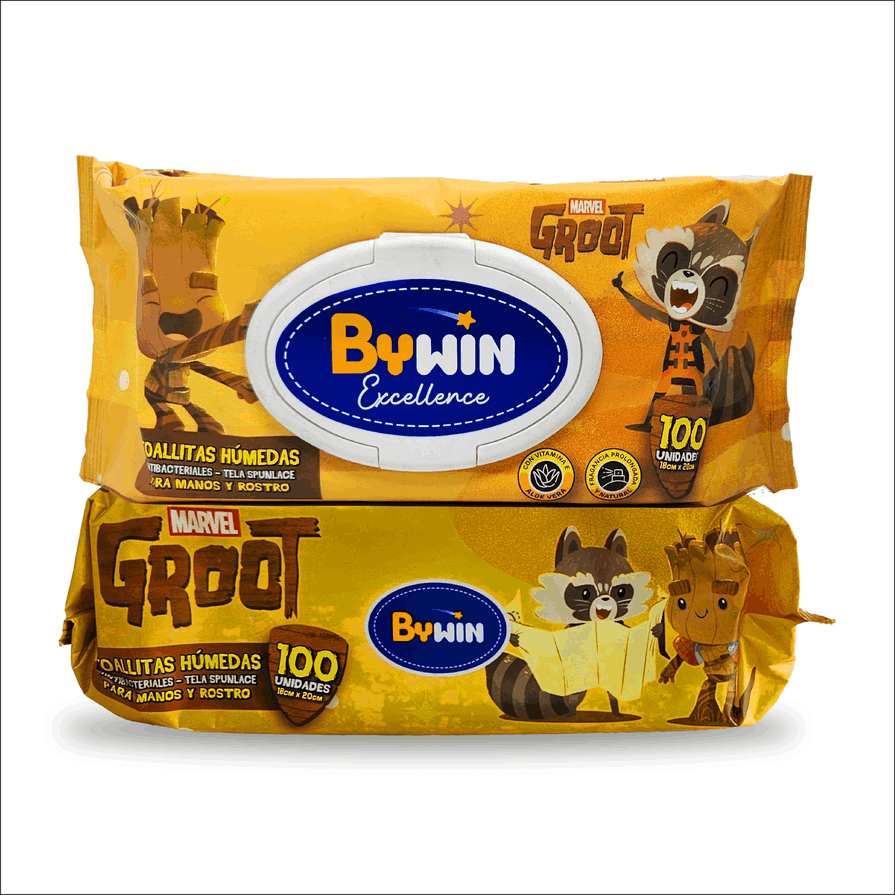 MARVEL
GROOT
BYWIN
Excellence
TOALLITAS HÚMEDAS
ANTIBACTERIALES - TELA SPUNLACE
PARA MANOS Y ROSTRO
CON VITAMINA E
ALOE VERA
FRAGANCIA PROLONGADA
Y NATURAL
100
UNIDADES
18CM X 20CM
MARVEL
GROOT
BYWIN
TOALLITAS HÚMEDAS
ANTIBACTERIALES - TELA SPUNLACE
PARA MANOS Y ROSTRO
100
UNIDADES
18CM X 20CM